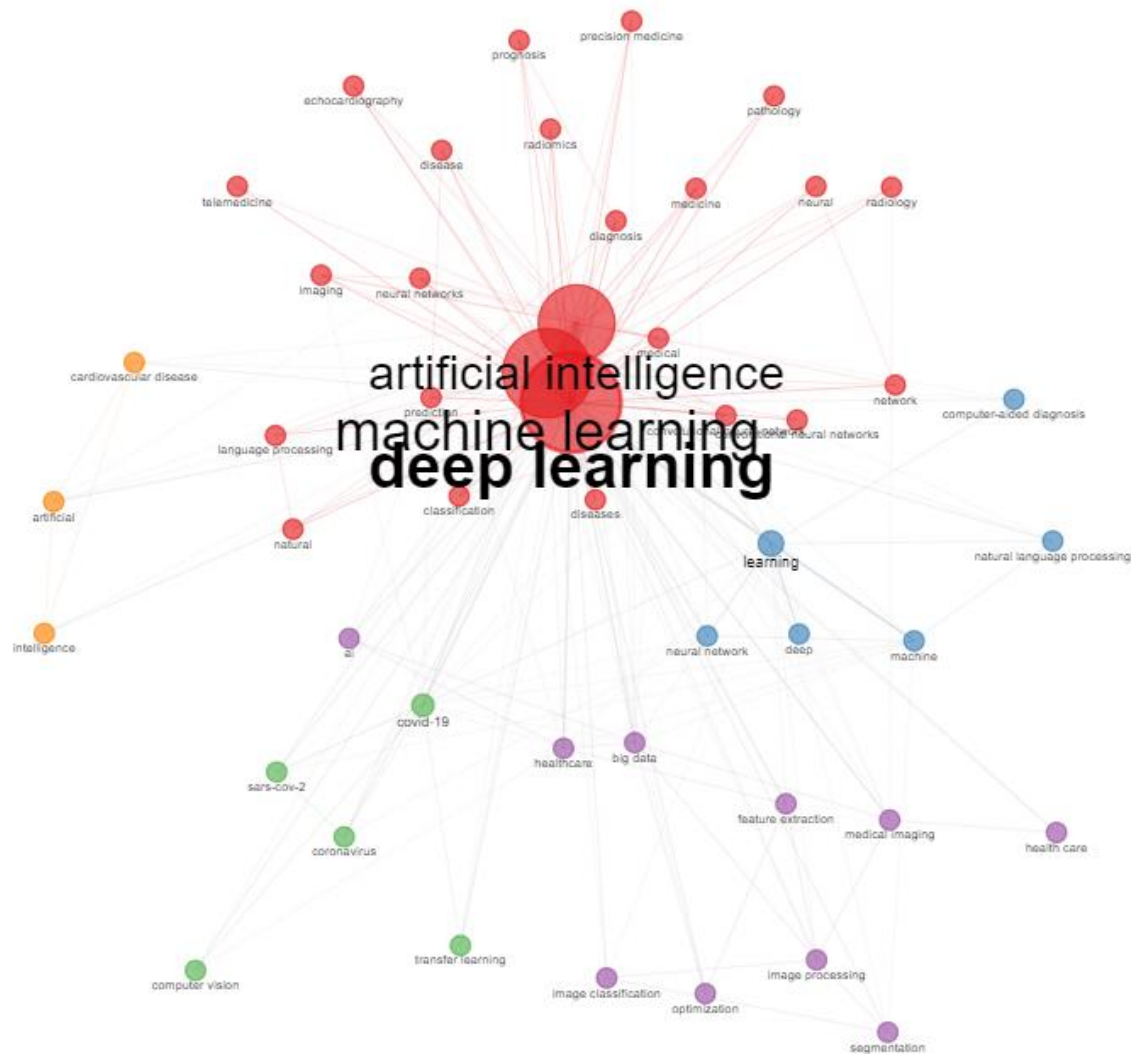 precision medicine
prognosis
echocardiography
pathology
radiomics
disease
telemedicine
medicine
neural
radiology
diagnosis
imaging
neural networks
medical
artificial intelligence
cardiovascular disease
prediction
network
computer-aided diagnosis
machine learning
language processing
neural networks
deep learning
classification
diseases
artificial
natural
learning
natural language processing
intelligence
ai
neural network
deep
machine
covid-19
healthcare
big data
sars-cov-2
feature extraction
medical imaging
health care
coronavirus
transfer learning
computer vision
image classification
image processing
optimization
segmentation